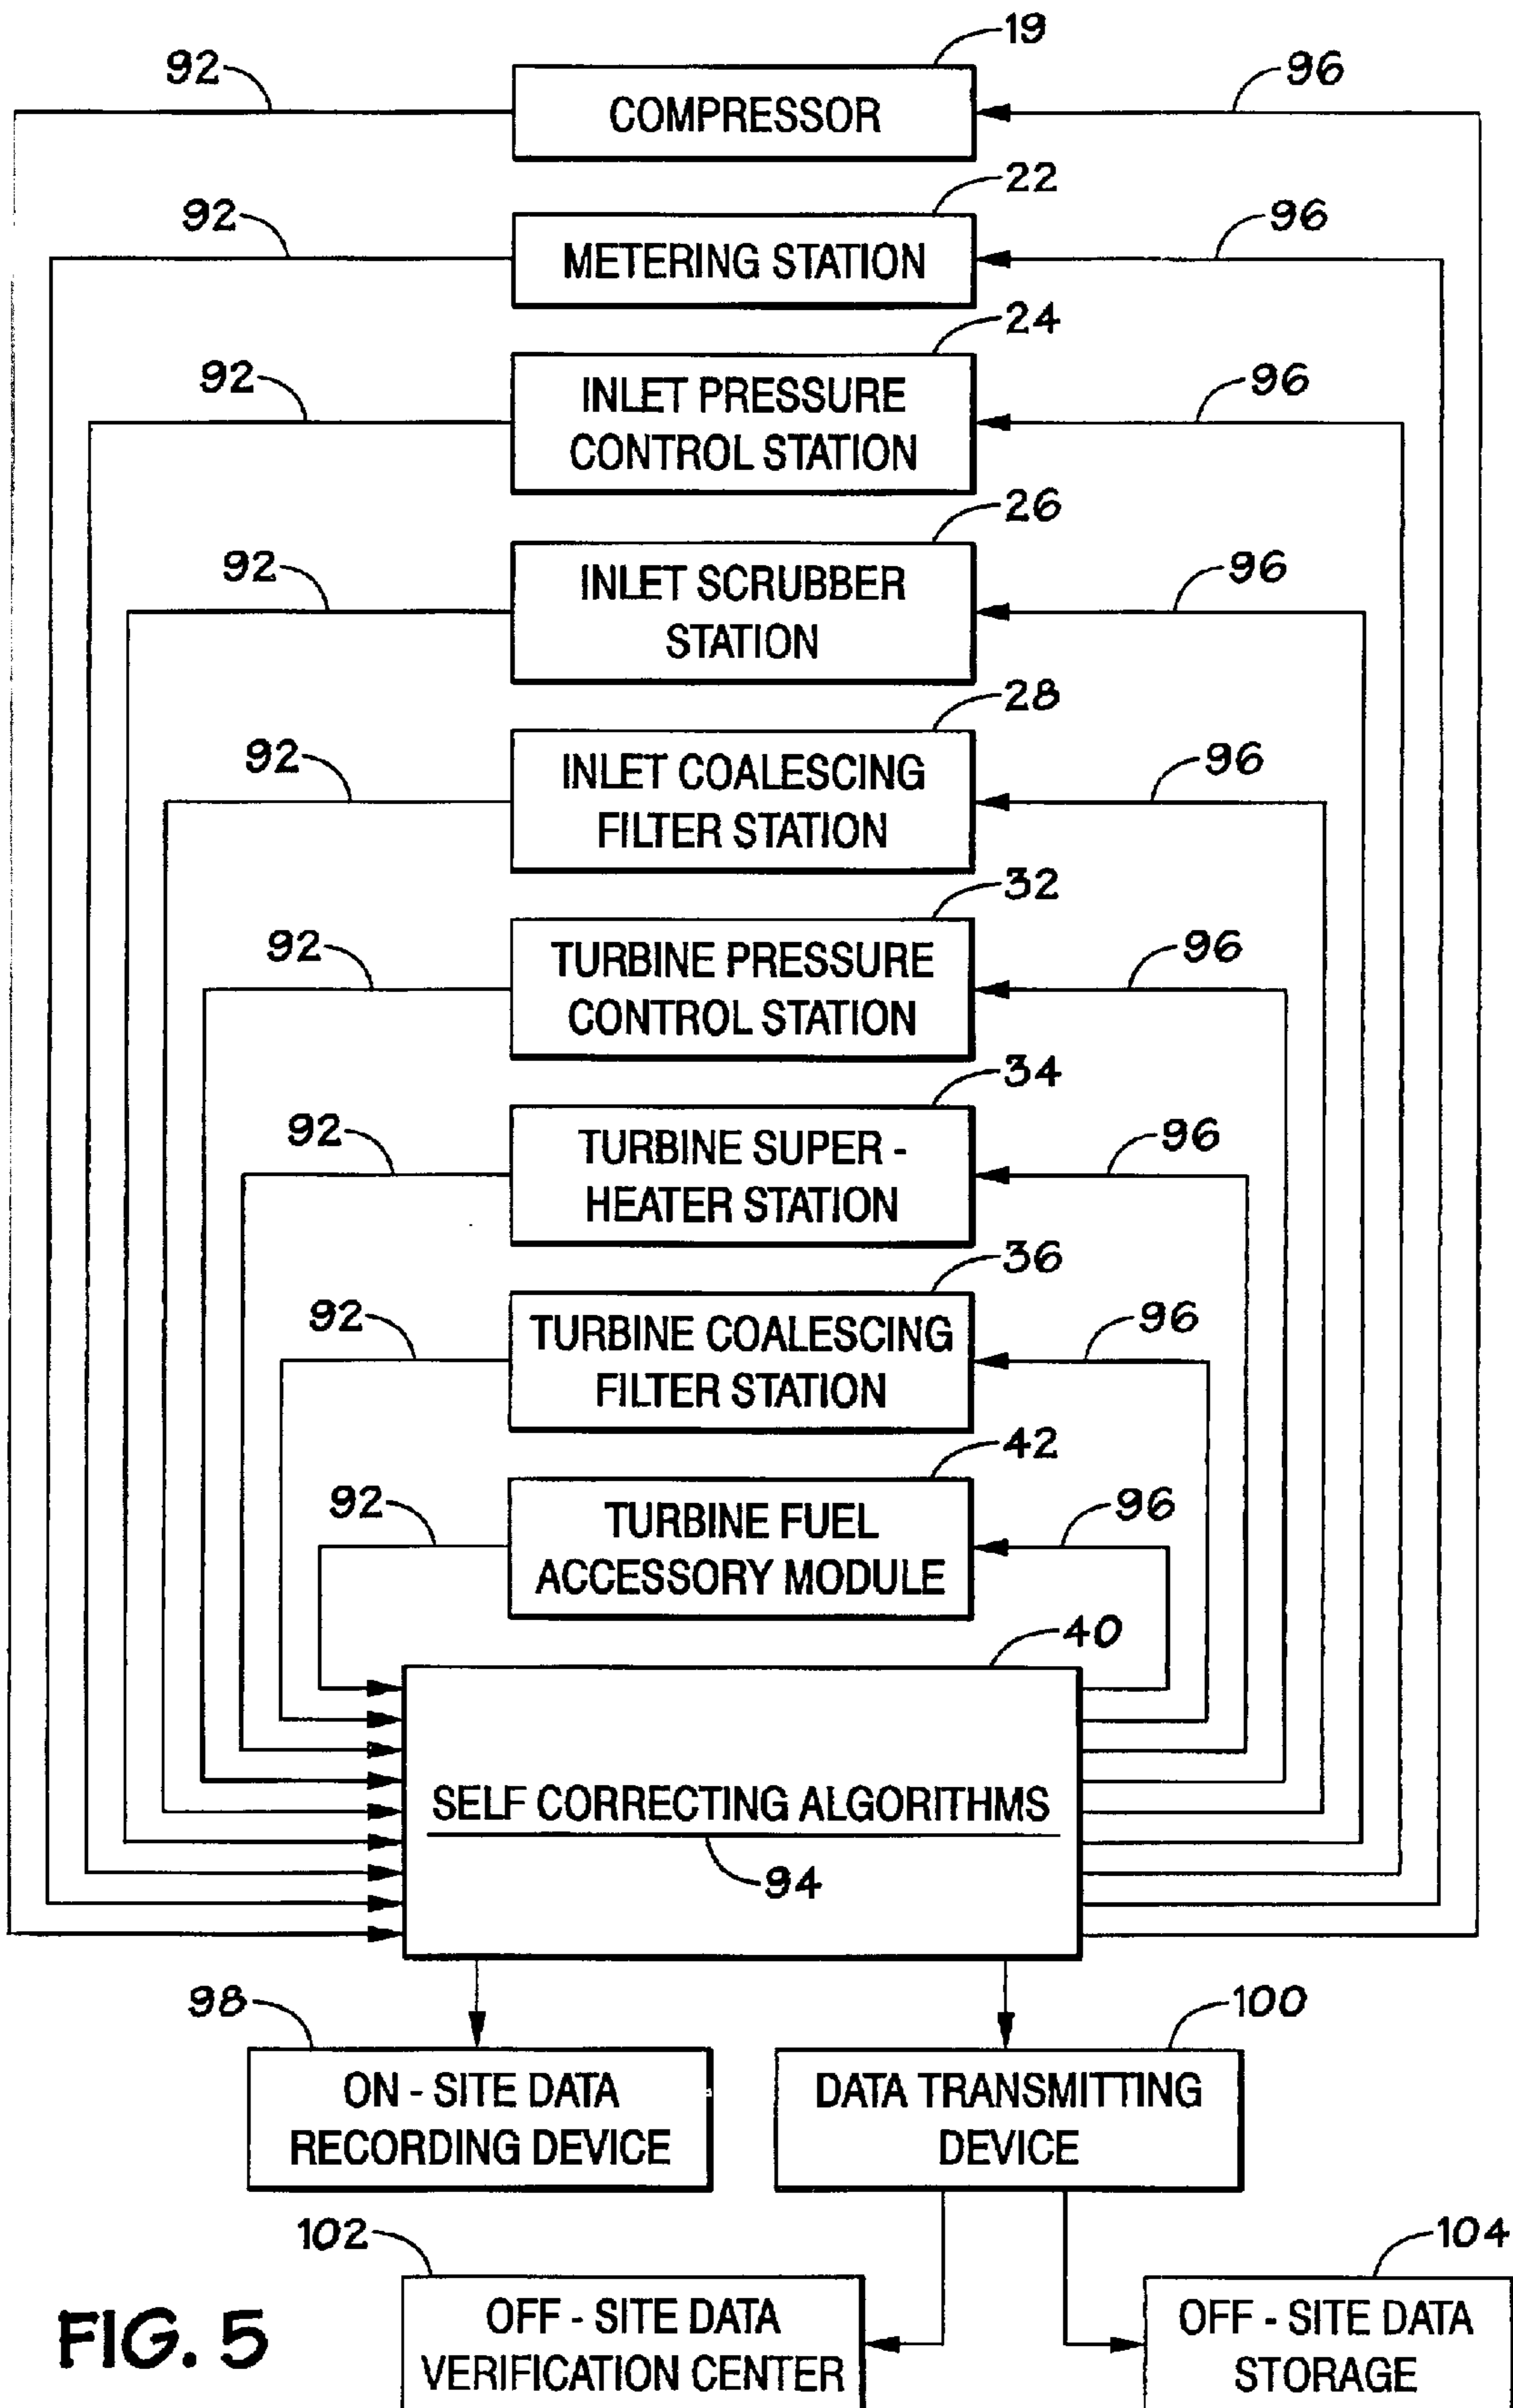 19
92
96
COMPRESSOR
22
92
96
METERING STATION
24
92
96
INLET PRESSURE
CONTROL STATION
26
92
96
INLET SCRUBBER
STATION
28
92
96
INLET COALESCING
FILTER STATION
32
92
96
TURBINE PRESSURE
CONTROL STATION
34
92
96
TURBINE SUPER -
HEATER STATION
36
92
96
TURBINE COALESCING
FILTER STATION
42
92
96
TURBINE FUEL
ACCESSORY MODULE
40
SELF CORRECTING ALGORITHMS
94
98
100
ON - SITE DATA
RECORDING DEVICE
DATA TRANSMITTING
DEVICE
102
104
OFF - SITE DATA
VERIFICATION CENTER
OFF - SITE DATA
STORAGE
FIG. 5